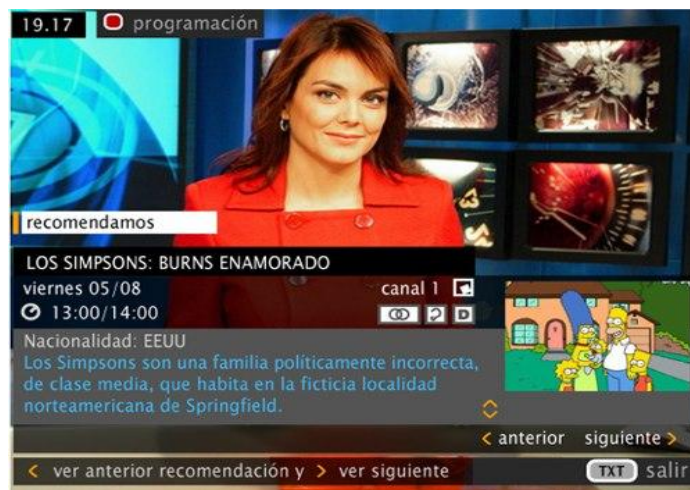 19.17 programación
recomendamos
LOS SIMPSONS: BURNS ENAMORADO
viernes 05/08 canal 1
13:00/14:00 D
Nacionalidad: EEUU
Los Simpsons son una familia políticamente incorrecta,
de clase media, que habita en la ficticia localidad
norteamericana de Springfield.
< anterior siguiente >
< ver anterior recomendación y > ver siguiente TXT salir